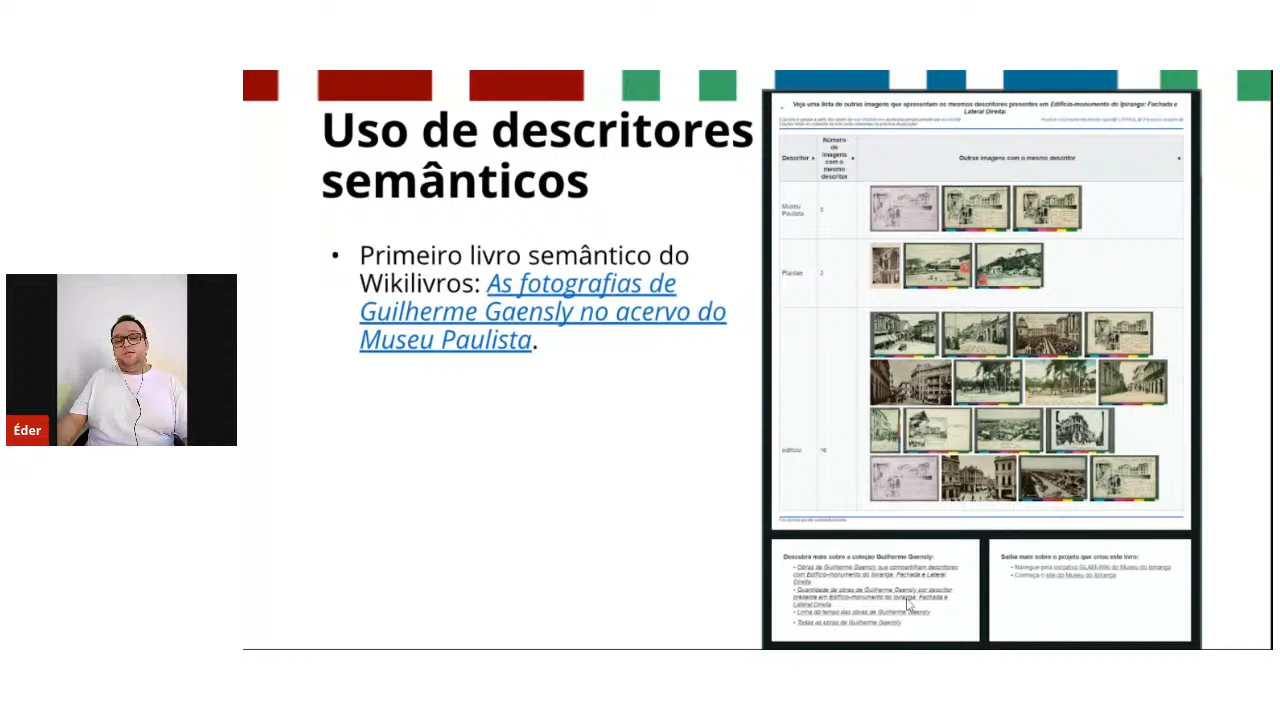 Uso de descritores
semânticos
• Primeiro livro semântico do
Wikilivros: As fotografias de
Guilherme Gaensly no acervo do
Museu Paulista.
Éder
Veja uma lista de outras imagens que apresentam os mesmos descritores presentes em Edifício-monumento do Ipiranga: Fachada e
Lateral Direita:
Descritor
Número
de
imagens
com o
mesmo
descritor
Outras imagens com o mesmo descritor
Museu
Paulista
3
Plantae
3
edifício
16
Descubra mais sobre a coleção Guilherme Gaensly:
• Obras de Guilherme Gaensly que compartilham descritores
com Edifício-monumento do Ipiranga: Fachada e Lateral
Direita
• Quantidade de obras de Guilherme Gaensly por descritor
presente em Edifício-monumento do Ipiranga: Fachada e
Lateral Direita
• Linha do tempo das obras de Guilherme Gaensly
• Todas as obras de Guilherme Gaensly
Saiba mais sobre o projeto que criou este livro:
• Navegue pela iniciativa GLAM-Wiki do Museu do Ipiranga
• Conheça o site do Museu do Ipiranga